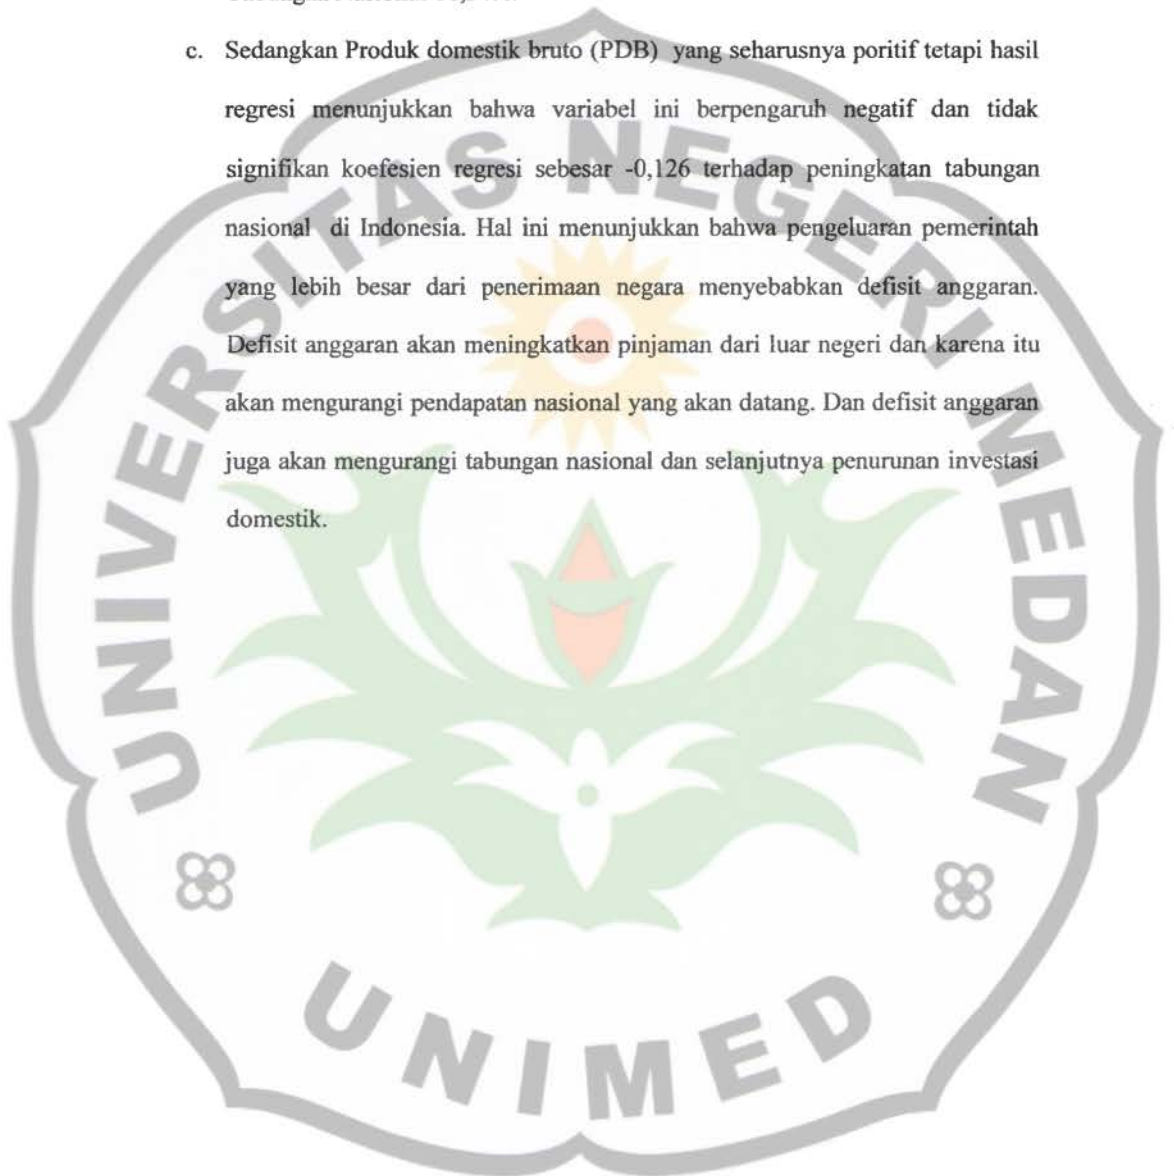 c. Sedangkan Produk domestik bruto (PDB) yang seharusnya poritif tetapi hasil
regresi menunjukkan bahwa variabel ini berpengaruh negatif dan tidak
signifikan koefesien regresi sebesar -0,126 terhadap peningkatan tabungan
nasional di Indonesia. Hal ini menunjukkan bahwa pengeluaran pemerintah
yang lebih besar dari penerimaan negara menyebabkan defisit anggaran.
Defisit anggaran akan meningkatkan pinjaman dari luar negeri dan karena itu
akan mengurangi pendapatan nasional yang akan datang. Dan defisit anggaran
juga akan mengurangi tabungan nasional dan selanjutnya penurunan investasi
domestik.
UNIVERSITAS NEGERI MEDAN
UNIMED